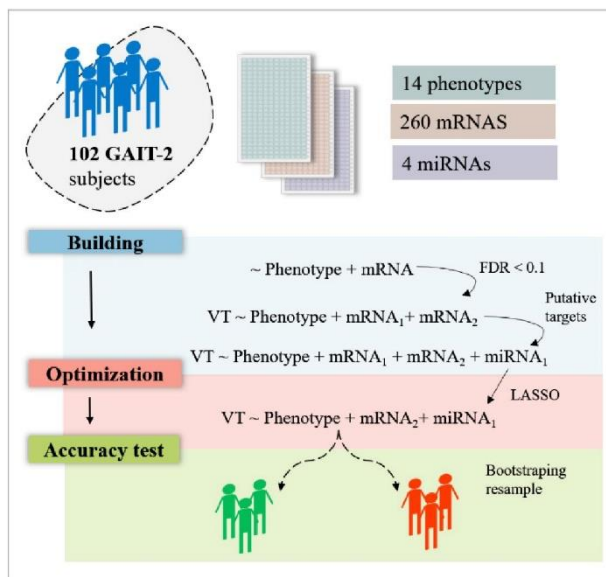 102 GAIT-2
subjects
14 phenotypes
260 mRNAS
4 miRNAs
Building
~ Phenotype + mRNA
FDR < 0.1
VT ~ Phenotype + mRNA₁+ mRNA₂
Putative
targets
VT ~ Phenotype + mRNA₁ + mRNA₂ + miRNA₁
Optimization
LASSO
VT ~ Phenotype + mRNA₂+ miRNA₁
Accuracy test
Bootstraping
resample